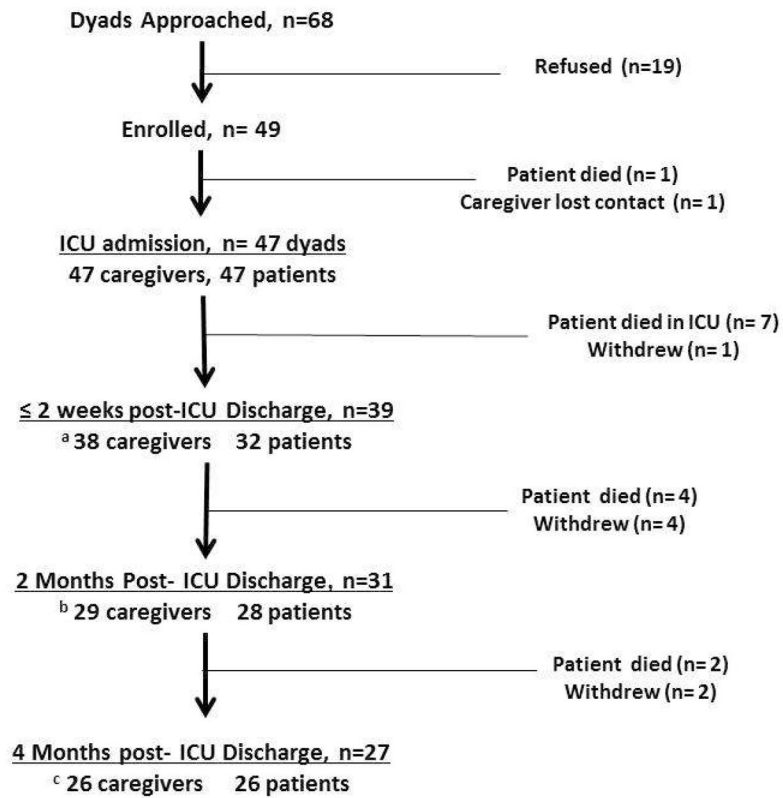 Dyads Approached, n=68
Refused (n=19)
Enrolled, n= 49
Patient died (n= 1)
Caregiver lost contact (n= 1)
ICU admission, n= 47 dyads
47 caregivers, 47 patients
Patient died in ICU (n= 7)
Withdrew (n= 1)
≤ 2 weeks post-ICU Discharge, n=39
a 38 caregivers 32 patients
Patient died (n= 4)
Withdrew (n= 4)
2 Months Post- ICU Discharge, n=31
b 29 caregivers 28 patients
Patient died (n= 2)
Withdrew (n= 2)
4 Months post- ICU Discharge, n=27
c 26 caregivers 26 patients